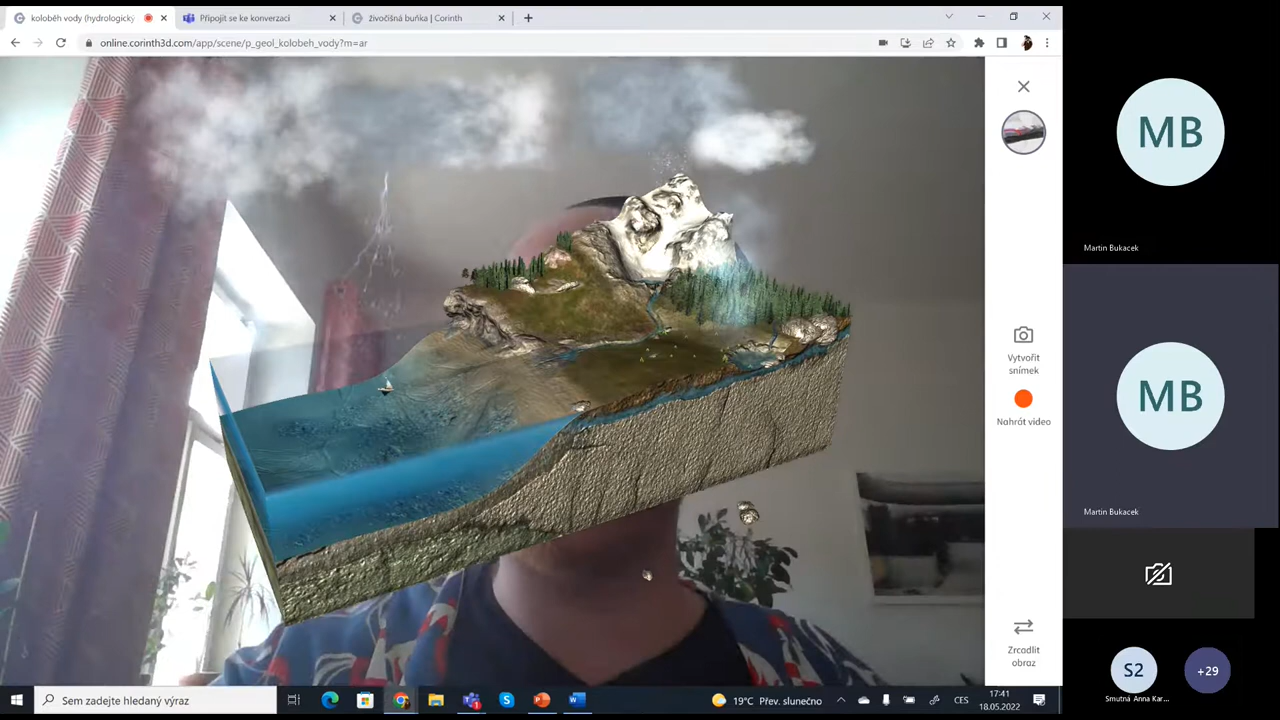 koloběh vody (hydrologický
Připojit se ke konverzaci
živočišná buňka | Corinth
online.corinth3d.com/app/scene/p_geol_kolobeh_vody?m=ar
Vytvořit
snímek
Nahrát video
Zrcadlit
obraz
MB
Martin Bukacek
MB
Martin Bukacek
S2
+29
Smutná Anna Kar...
Sem zadejte hledaný výraz
19°C Přev. slunečno
CES
17:41
18.05.2022